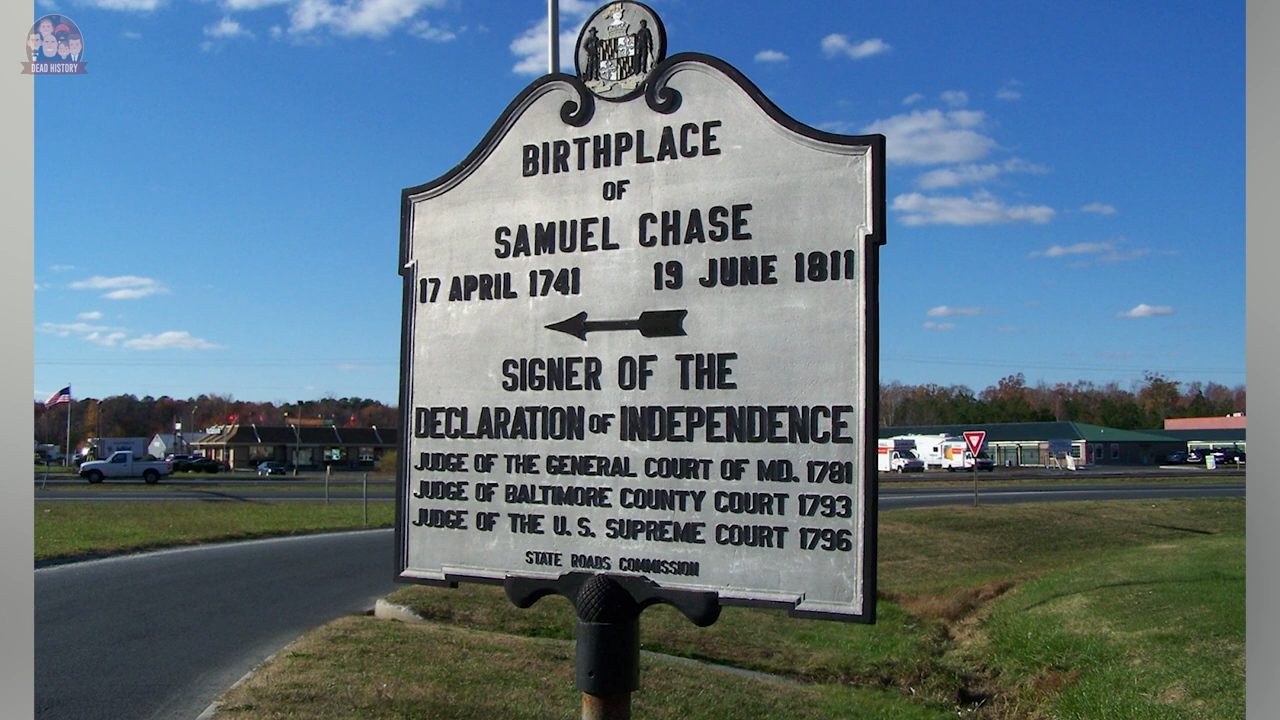 DEAD HISTORY
BIRTHPLACE
OF
SAMUEL CHASE
17 APRIL 1741 19 JUNE 1811
SIGNER OF THE
DECLARATION OF INDEPENDENCE
JUDGE OF THE GENERAL COURT OF MD. 1781
JUDGE OF BALTIMORE COUNTY COURT 1793
JUDGE OF THE U. S. SUPREME COURT 1796
STATE ROADS COMMISSION